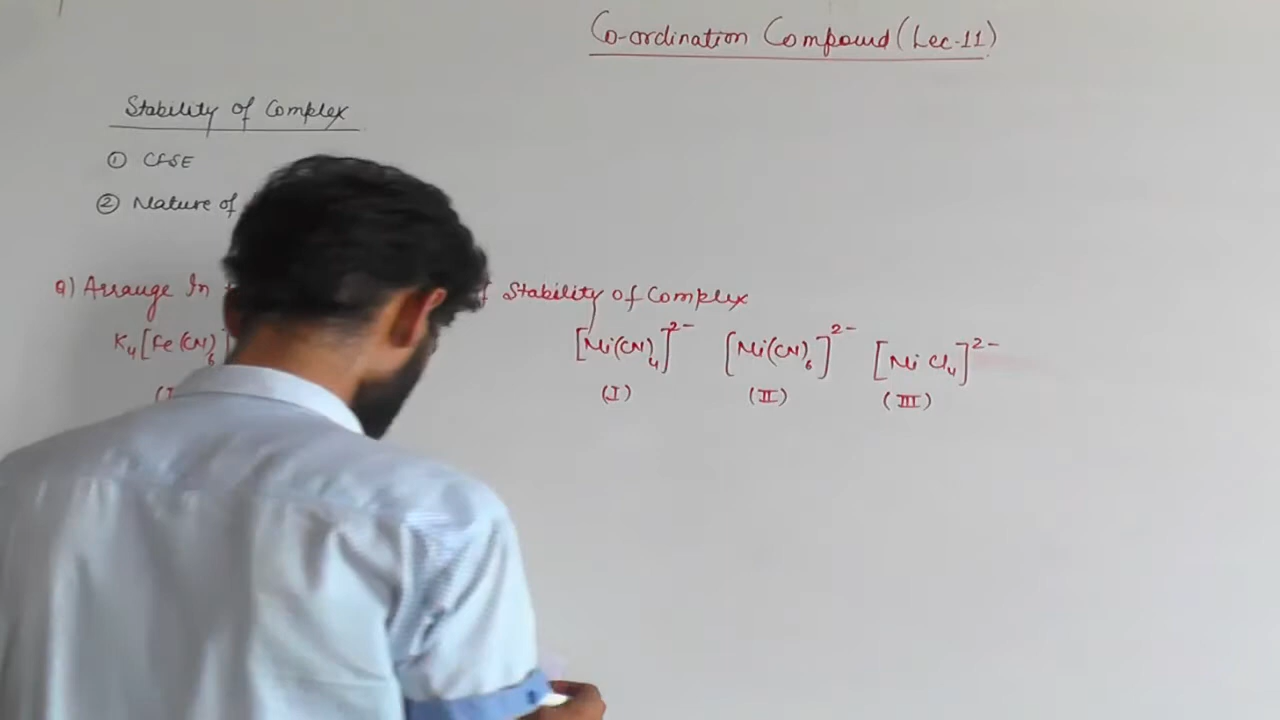 Co-ordination Compound (Lec-11)
Stability of Complex
① CFSE
② Nature of
Q) Arrange In Stability of Complex
K₄[Fe(CN)₆ [Ni(CN)₄]²⁻ [Ni(CN)₆]²⁻ [NiCl₄]²⁻
(I) (II) (III)